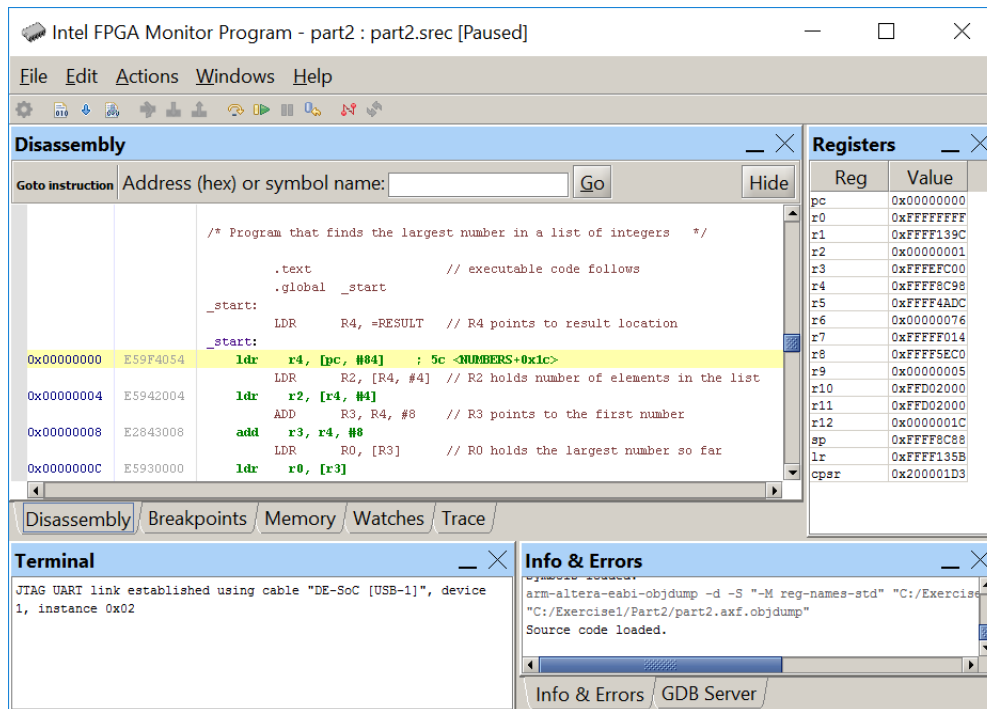 Intel FPGA Monitor Program - part2 : part2.srec [Paused]
File Edit Actions Windows Help
Disassembly
Goto instruction Address (hex) or symbol name: Go Hide
/* Program that finds the largest number in a list of integers */
.text // executable code follows
.global _start
_start:
LDR R4, =RESULT // R4 points to result location
_start:
0x00000000 E59F4054 ldr r4, [pc, #84] ; 5c <NUMBERS+0x1c>
LDR R2, [R4, #4] // R2 holds number of elements in the list
0x00000004 E5942004 ldr r2, [r4, #4]
ADD R3, R4, #8 // R3 points to the first number
0x00000008 E2843008 add r3, r4, #8
LDR R0, [R3] // R0 holds the largest number so far
0x0000000C E5930000 ldr r0, [r3]
Disassembly Breakpoints Memory Watches Trace
Registers
Reg Value
pc 0x00000000
r0 0xFFFFFFFF
r1 0xFFFF139C
r2 0x00000001
r3 0xFFFEFC00
r4 0xFFFF8C98
r5 0xFFFF4ADC
r6 0x00000076
r7 0xFFFFF014
r8 0xFFFF5EC0
r9 0x00000005
r10 0xFFD02000
r11 0xFFD02000
r12 0x0000001C
sp 0xFFFF8C88
lr 0xFFFF135B
cpsr 0x200001D3
Terminal
JTAG UART link established using cable "DE-SoC [USB-1]", device
1, instance 0x02
Info & Errors
Symbols loaded.
arm-altera-eabi-objdump -d -S "-M reg-names-std" "C:/Exercise
"C:/Exercise1/Part2/part2.axf.objdump"
Source code loaded.
Info & Errors GDB Server